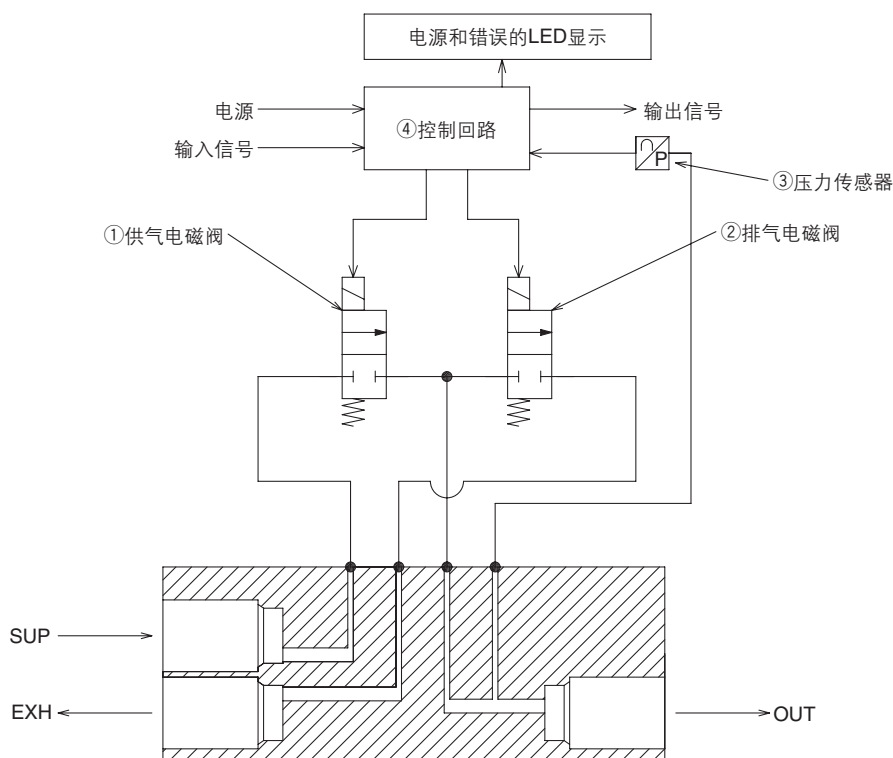 电源和错误的LED显示
电源
④控制回路
输出信号
输入信号
P
③压力传感器
①供气电磁阀
②排气电磁阀
SUP
EXH
OUT